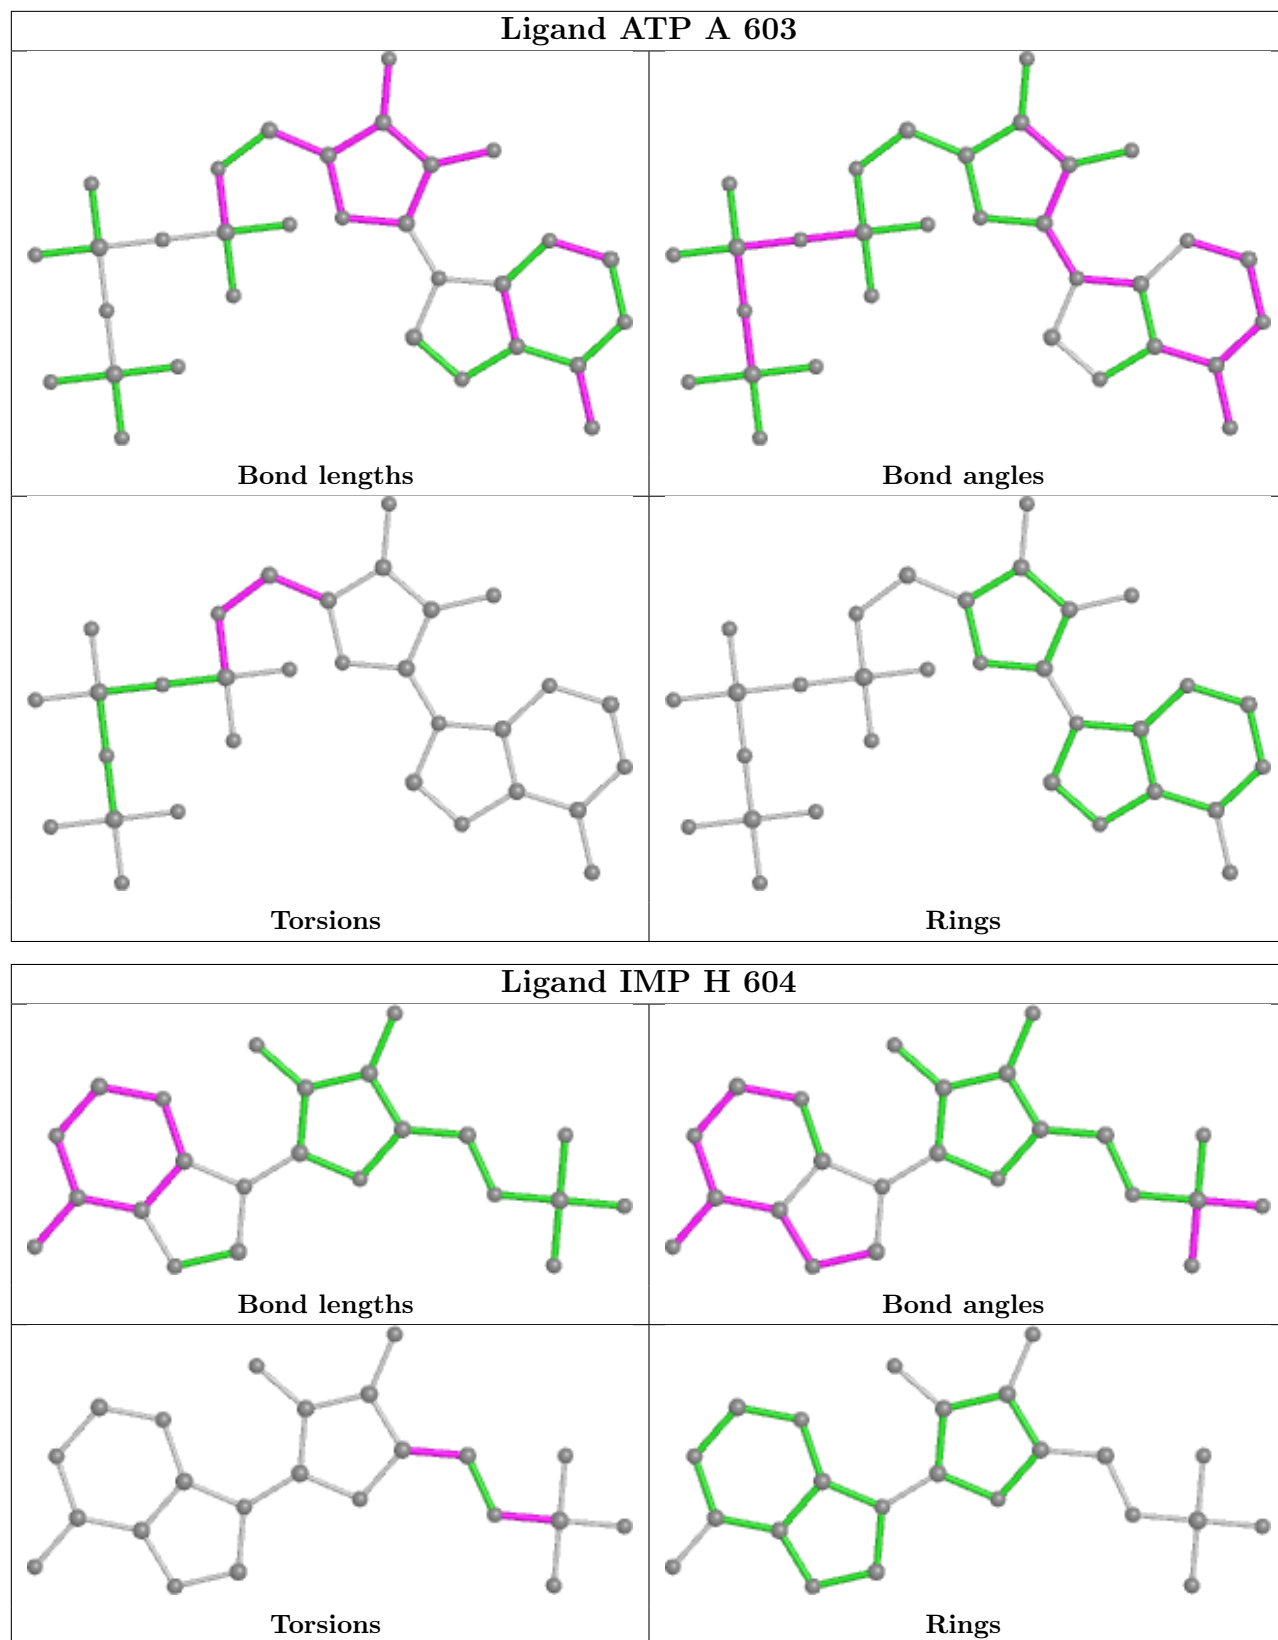 Ligand ATP A 603
Bond lengths
Bond angles
Torsions
Rings
Ligand IMP H 604
Bond lengths
Bond angles
Torsions
Rings